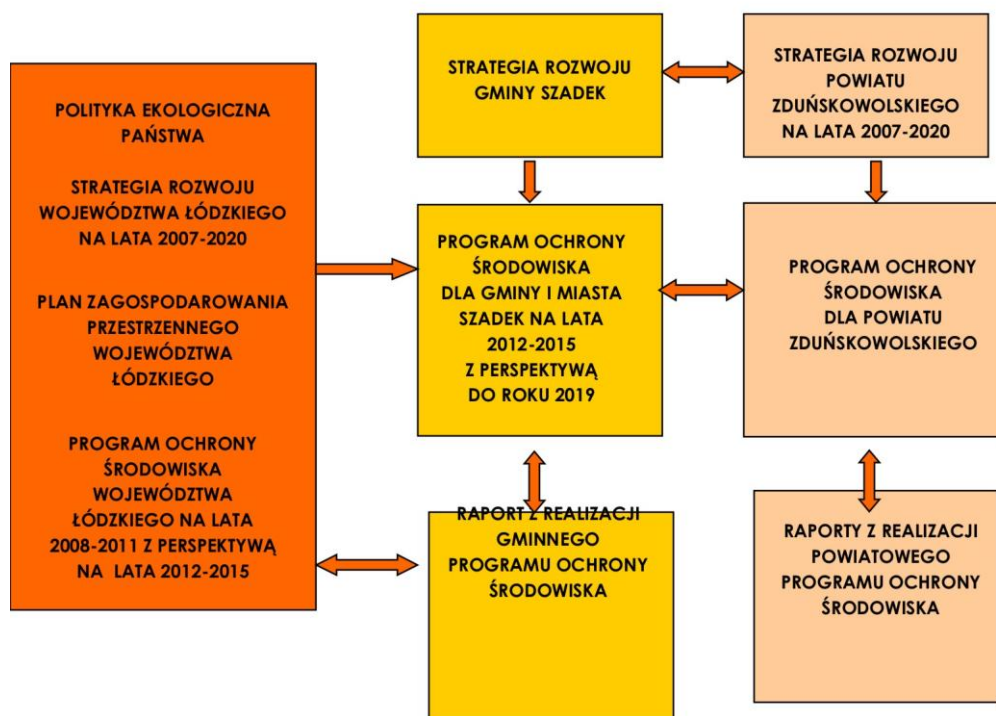 POLITYKA EKOLOGICZNA
PAŃSTWA
STRATEGIA ROZWOJU
WOJEWÓDZTWA ŁÓDZKIEGO
NA LATA 2007-2020
PLAN ZAGOSPODAROWANIA
PRZESTRZENNEGO
WOJEWÓDZTWA
ŁÓDZKIEGO
PROGRAM OCHRONY
ŚRODOWISKA
WOJEWÓDZTWA
ŁÓDZKIEGO NA LATA
2008-2011 Z PERSPEKTYWĄ
NA LATA 2012-2015
STRATEGIA ROZWOJU
GMINY SZADEK
PROGRAM OCHRONY
ŚRODOWISKA
DLA GMINY I MIASTA
SZADEK NA LATA
2012-2015
Z PERSPEKTYWĄ
DO ROKU 2019
RAPORT Z REALIZACJI
GMINNEGO
PROGRAMU OCHRONY
ŚRODOWISKA
STRATEGIA ROZWOJU
POWIATU
ZDUŃSKOWOLSKIEGO
NA LATA 2007-2020
PROGRAM OCHRONY
ŚRODOWISKA
DLA POWIATU
ZDUŃSKOWOLSKIEGO
RAPORTY Z REALIZACJI
POWIATOWEGO
PROGRAMU OCHRONY
ŚRODOWISKA